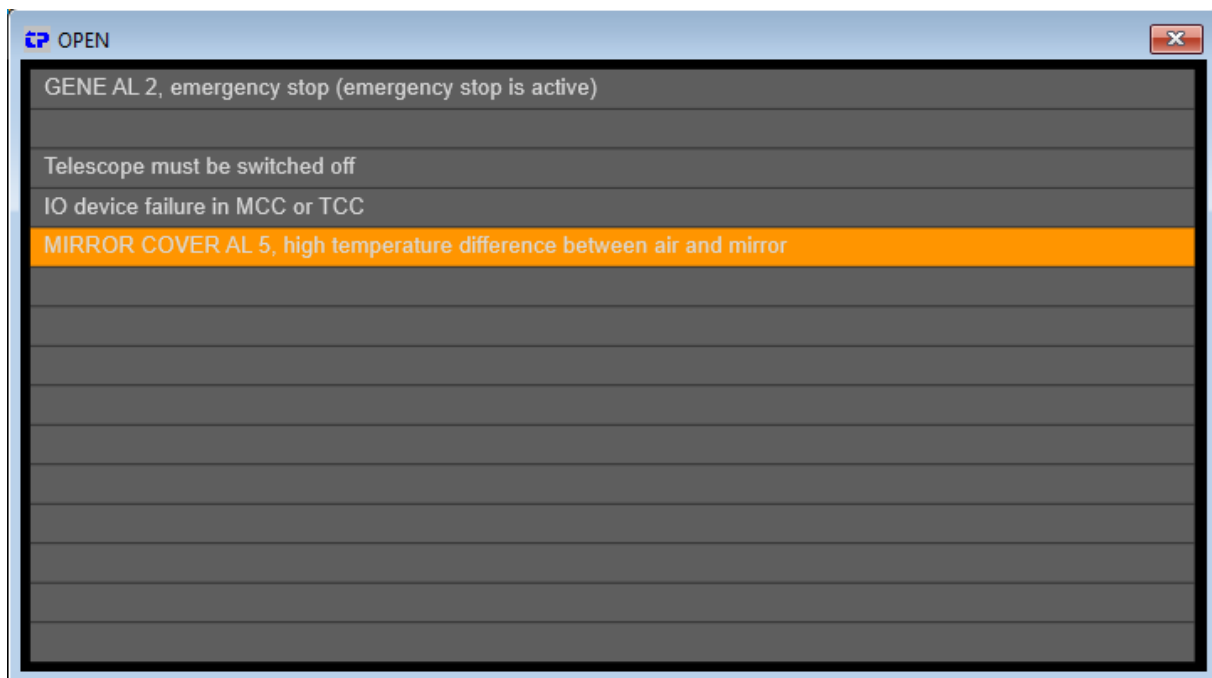 tP OPEN
GENE AL 2, emergency stop (emergency stop is active)
Telescope must be switched off
IO device failure in MCC or TCC
MIRROR COVER AL 5, high temperature difference between air and mirror